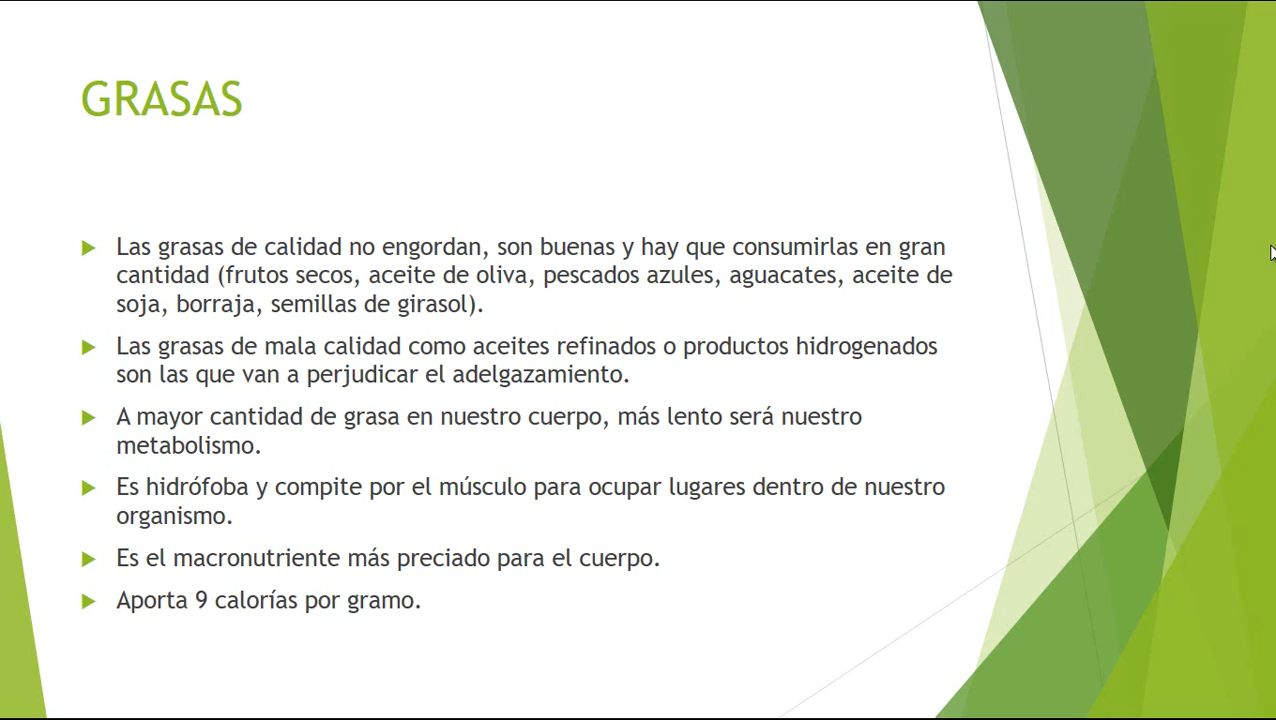 GRASAS
Las grasas de calidad no engordan, son buenas y hay que consumirlas en gran
cantidad (frutos secos, aceite de oliva, pescados azules, aguacates, aceite de
soja, borraja, semillas de girasol).
Las grasas de mala calidad como aceites refinados o productos hidrogenados
son las que van a perjudicar el adelgazamiento.
A mayor cantidad de grasa en nuestro cuerpo, más lento será nuestro
metabolismo.
Es hidrófoba y compite por el músculo para ocupar lugares dentro de nuestro
organismo.
Es el macronutriente más preciado para el cuerpo.
Aporta 9 calorías por gramo.